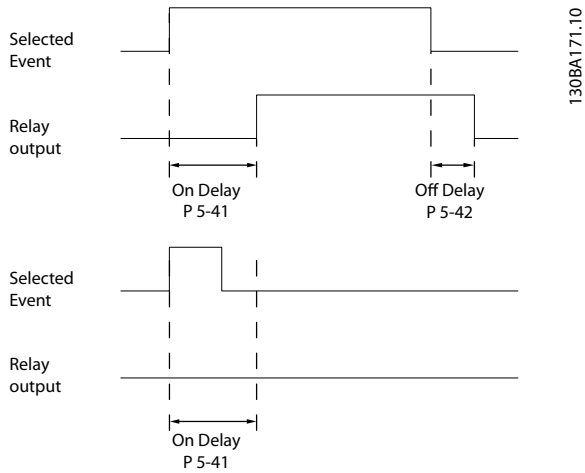 Selected
Event
Relay
output
On Delay
P 5-41
Off Delay
P 5-42
Selected
Event
Relay
output
On Delay
P 5-41
130BA171.10